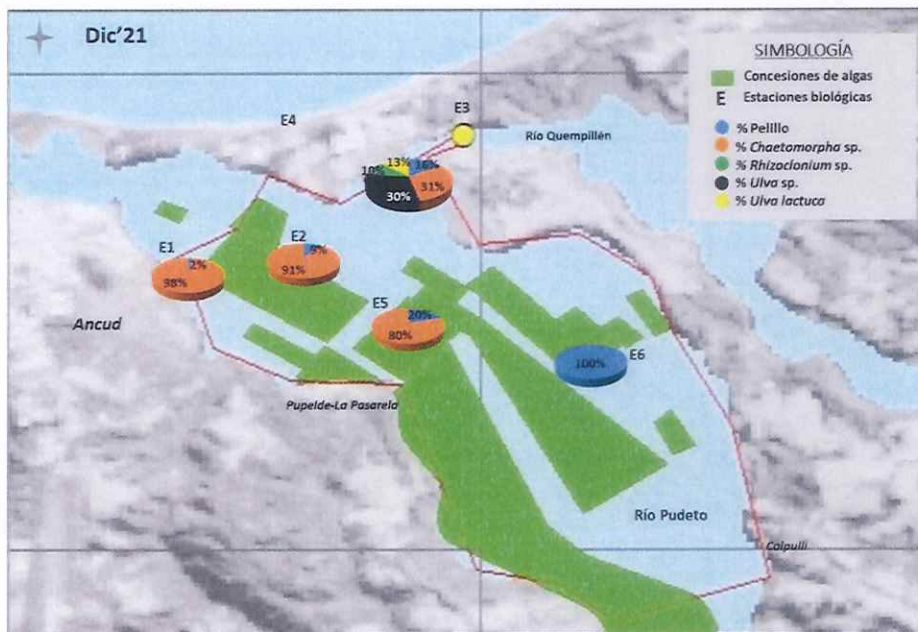 Dic'21
SIMBOLOGÍA
Concesiones de algas
E Estaciones biológicas
% Pelillo
% Chaetomorpha sp.
% Rhizoclonium sp.
% Ulva sp.
% Ulva lactuca
E4
E3
Río Quempillén
10%
13%
16%
31%
30%
E1
2%
98%
E2
9%
91%
Ancud
E5
20%
80%
100%
E6
Pupelde-La Pasarela
Río Pudeto
Calpulli